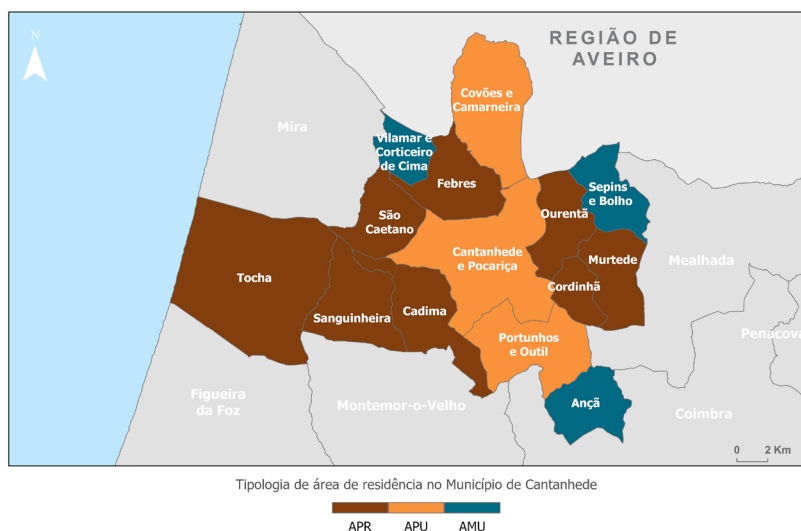 N
REGIÃO DE
AVEIRO
Covões e
Camarneira
Mira
Vilamar e
Corticeiro
de Cima
Febres
Sepins
e Bolho
São
Caetano
Ourentã
Cantanhede
e Pocariça
Murtede
Mealhada
Tocha
Cordinhã
Sanguinheira
Cadima
Penacova
Portunhos
e Outil
Figueira
da Foz
Montemor-o-Velho
Ançã
Coimbra
0 2 Km
Tipologia de área de residência no Município de Cantanhede
APR APU AMU